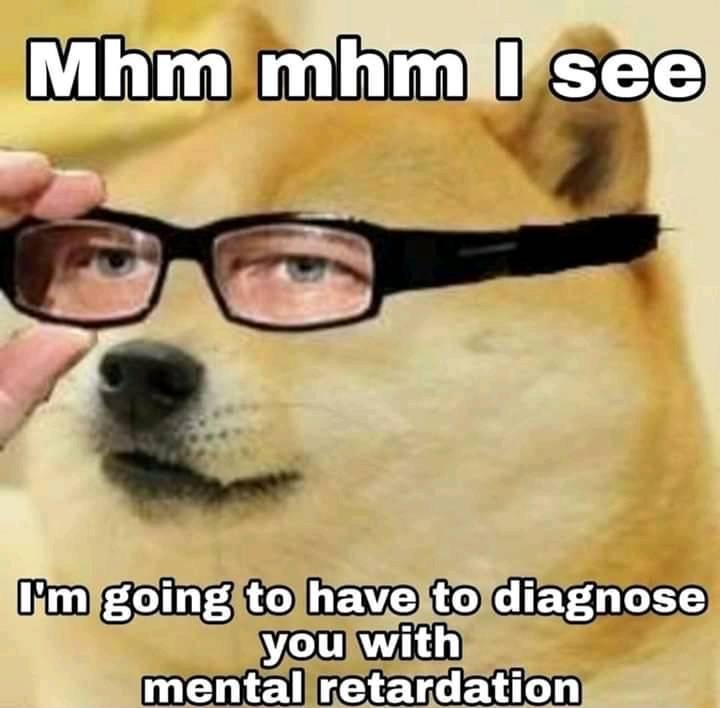 Mhm mhm I see
I'm going to have to diagnose
you with
mental retardation